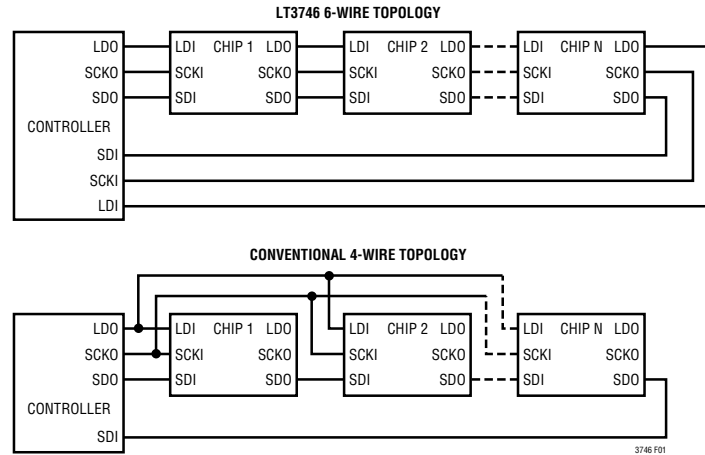 LT3746 6-WIRE TOPOLOGY
LDO LDI CHIP 1 LDO LDI CHIP 2 LDO LDI CHIP N LDO
SCKO SCKI SCKO SCKI SCKO SCKI SCKO
SDO SDI SDO SDI SDO SDI SDO
CONTROLLER
SDI
SCKI
LDI
CONVENTIONAL 4-WIRE TOPOLOGY
LDO LDI CHIP 1 LDO LDI CHIP 2 LDO LDI CHIP N LDO
SCKO SCKI SCKO SCKI SCKO SCKI SCKO
SDO SDI SDO SDI SDO SDI SDO
CONTROLLER
SDI
3746 F01